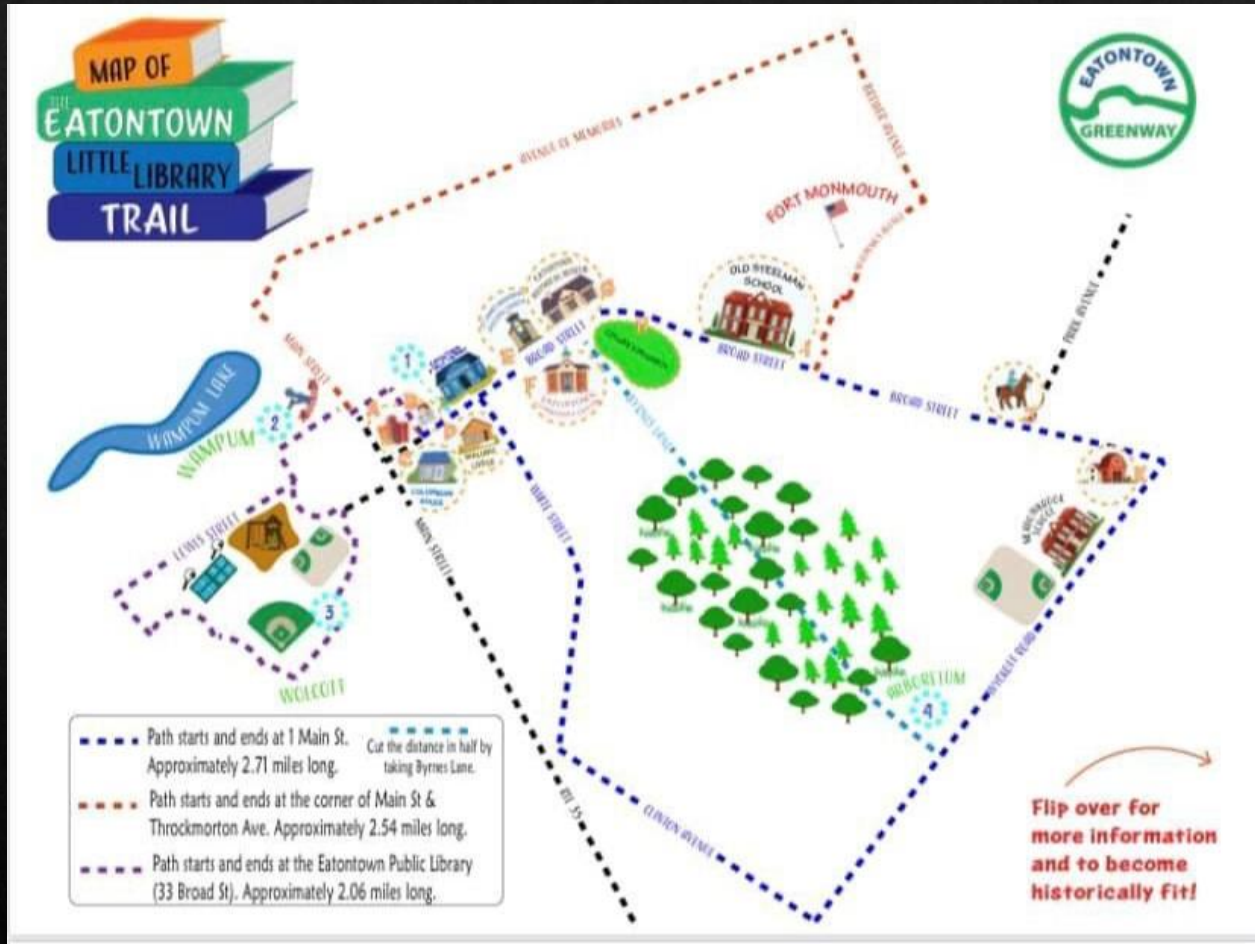 MAP OF
THE
EATONTOWN
LITTLE LIBRARY
TRAIL
EATONTOWN
GREENWAY
AVENUE OF MEMORIES
FORT MONMOUTH
OLD STEELMAN
SCHOOL
PARK AVENUE
MAIN STREET
BROAD STREET
BROAD STREET
BROAD STREET
WAMPUM LAKE
WAMPUM
1
2
E
F
K
LEWIS STREET
WHITE STREET
MAIN STREET
3
WOLCOTT
ARBORETUM
4
RT 35
CLINTON AVENUE
Path starts and ends at 1 Main St.
Approximately 2.71 miles long.
Cut the distance in half by
taking Byrnes Lane.
Path starts and ends at the corner of Main St &
Throckmorton Ave. Approximately 2.54 miles long.
Path starts and ends at the Eatontown Public Library
(33 Broad St). Approximately 2.06 miles long.
Flip over for
more information
and to become
historically fit!